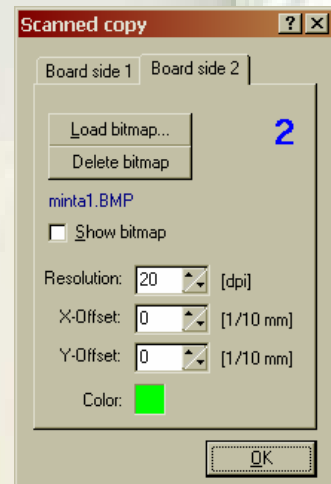 Scanned copy ? X
Board side 1 Board side 2
Load bitmap...
2
Delete bitmap
minta1.BMP
Show bitmap
Resolution: 20 [dpi]
X-Offset: 0 [1/10 mm]
Y-Offset: 0 [1/10 mm]
Color:
OK